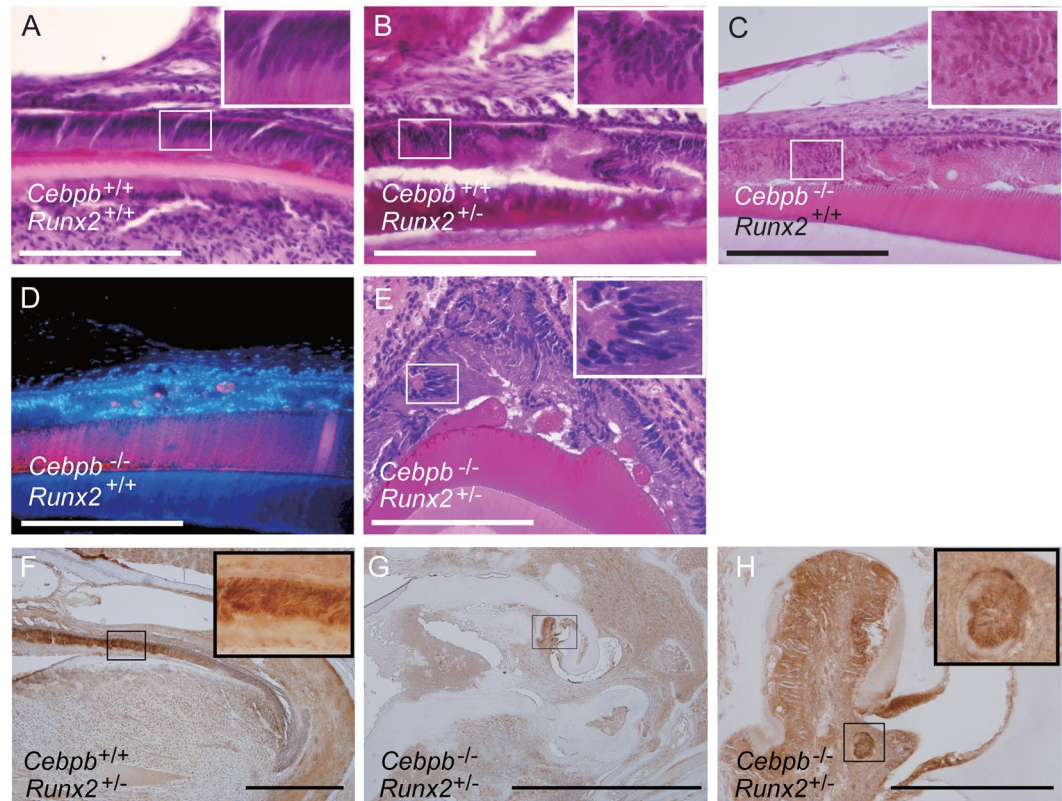 A
Cebpb +/+
Runx2 +/+
B
Cebpb +/+
Runx2 +/-
C
Cebpb -/-
Runx2 +/+
D
Cebpb -/-
Runx2 +/+
E
Cebpb -/-
Runx2 +/-
F
Cebpb +/+
Runx2 +/-
G
Cebpb -/-
Runx2 +/-
H
Cebpb -/-
Runx2 +/-